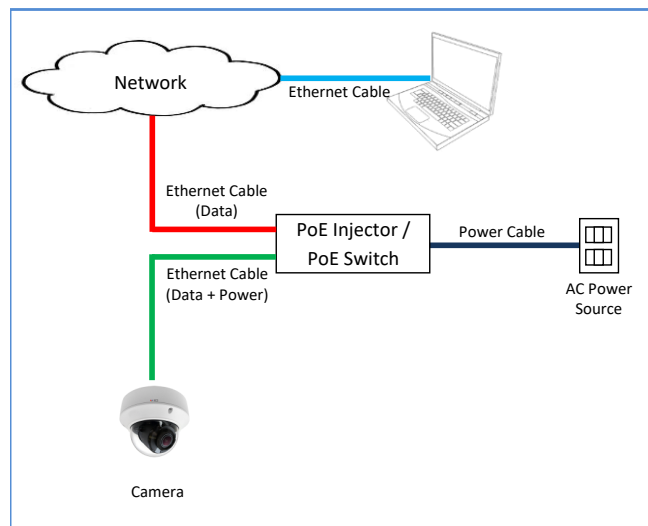 Network
Ethernet Cable
Ethernet Cable
(Data)
PoE Injector /
PoE Switch
Power Cable
Ethernet Cable
(Data + Power)
AC Power
Source
Camera